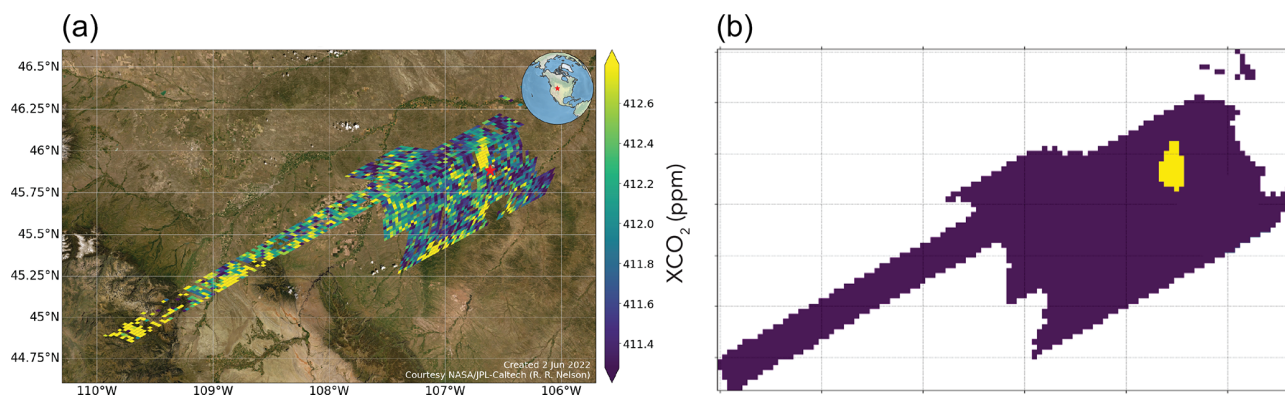 (a)
(b)
46.5°N
46.25°N
46°N
45.75°N
45.5°N
45.25°N
45°N
44.75°N
110°W
109°W
108°W
107°W
106°W
Created 2 Jun 2022
Courtesy NASA/JPL-Caltech (R. R. Nelson)
412.6
412.4
412.2
412.0
411.8
411.6
411.4
XCO₂ (ppm)